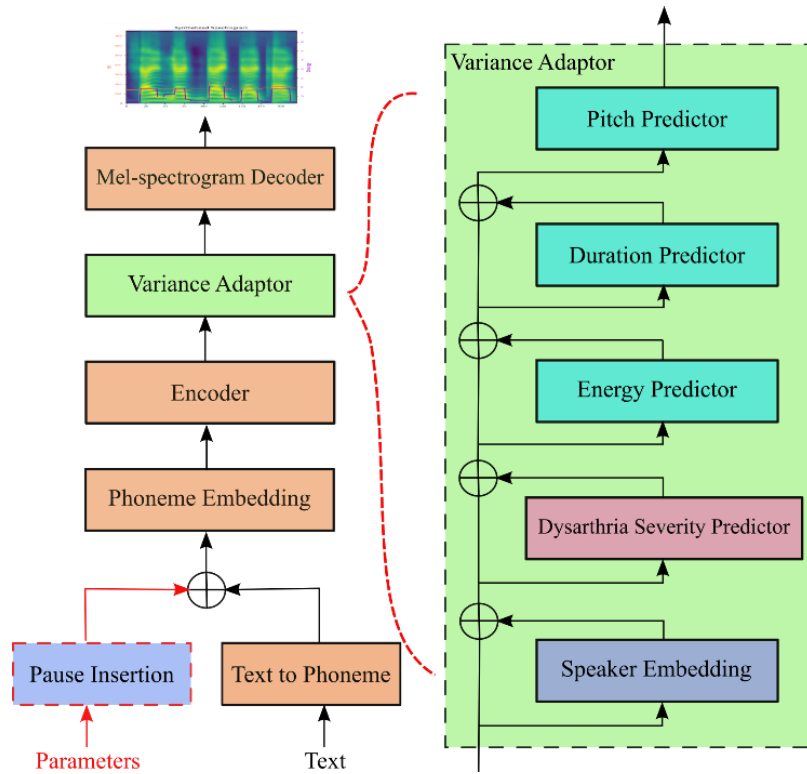 Mel-spectrogram Decoder
Variance Adaptor
Encoder
Phoneme Embedding
Pause Insertion
Text to Phoneme
Parameters
Text
Variance Adaptor
Pitch Predictor
Duration Predictor
Energy Predictor
Dysarthria Severity Predictor
Speaker Embedding